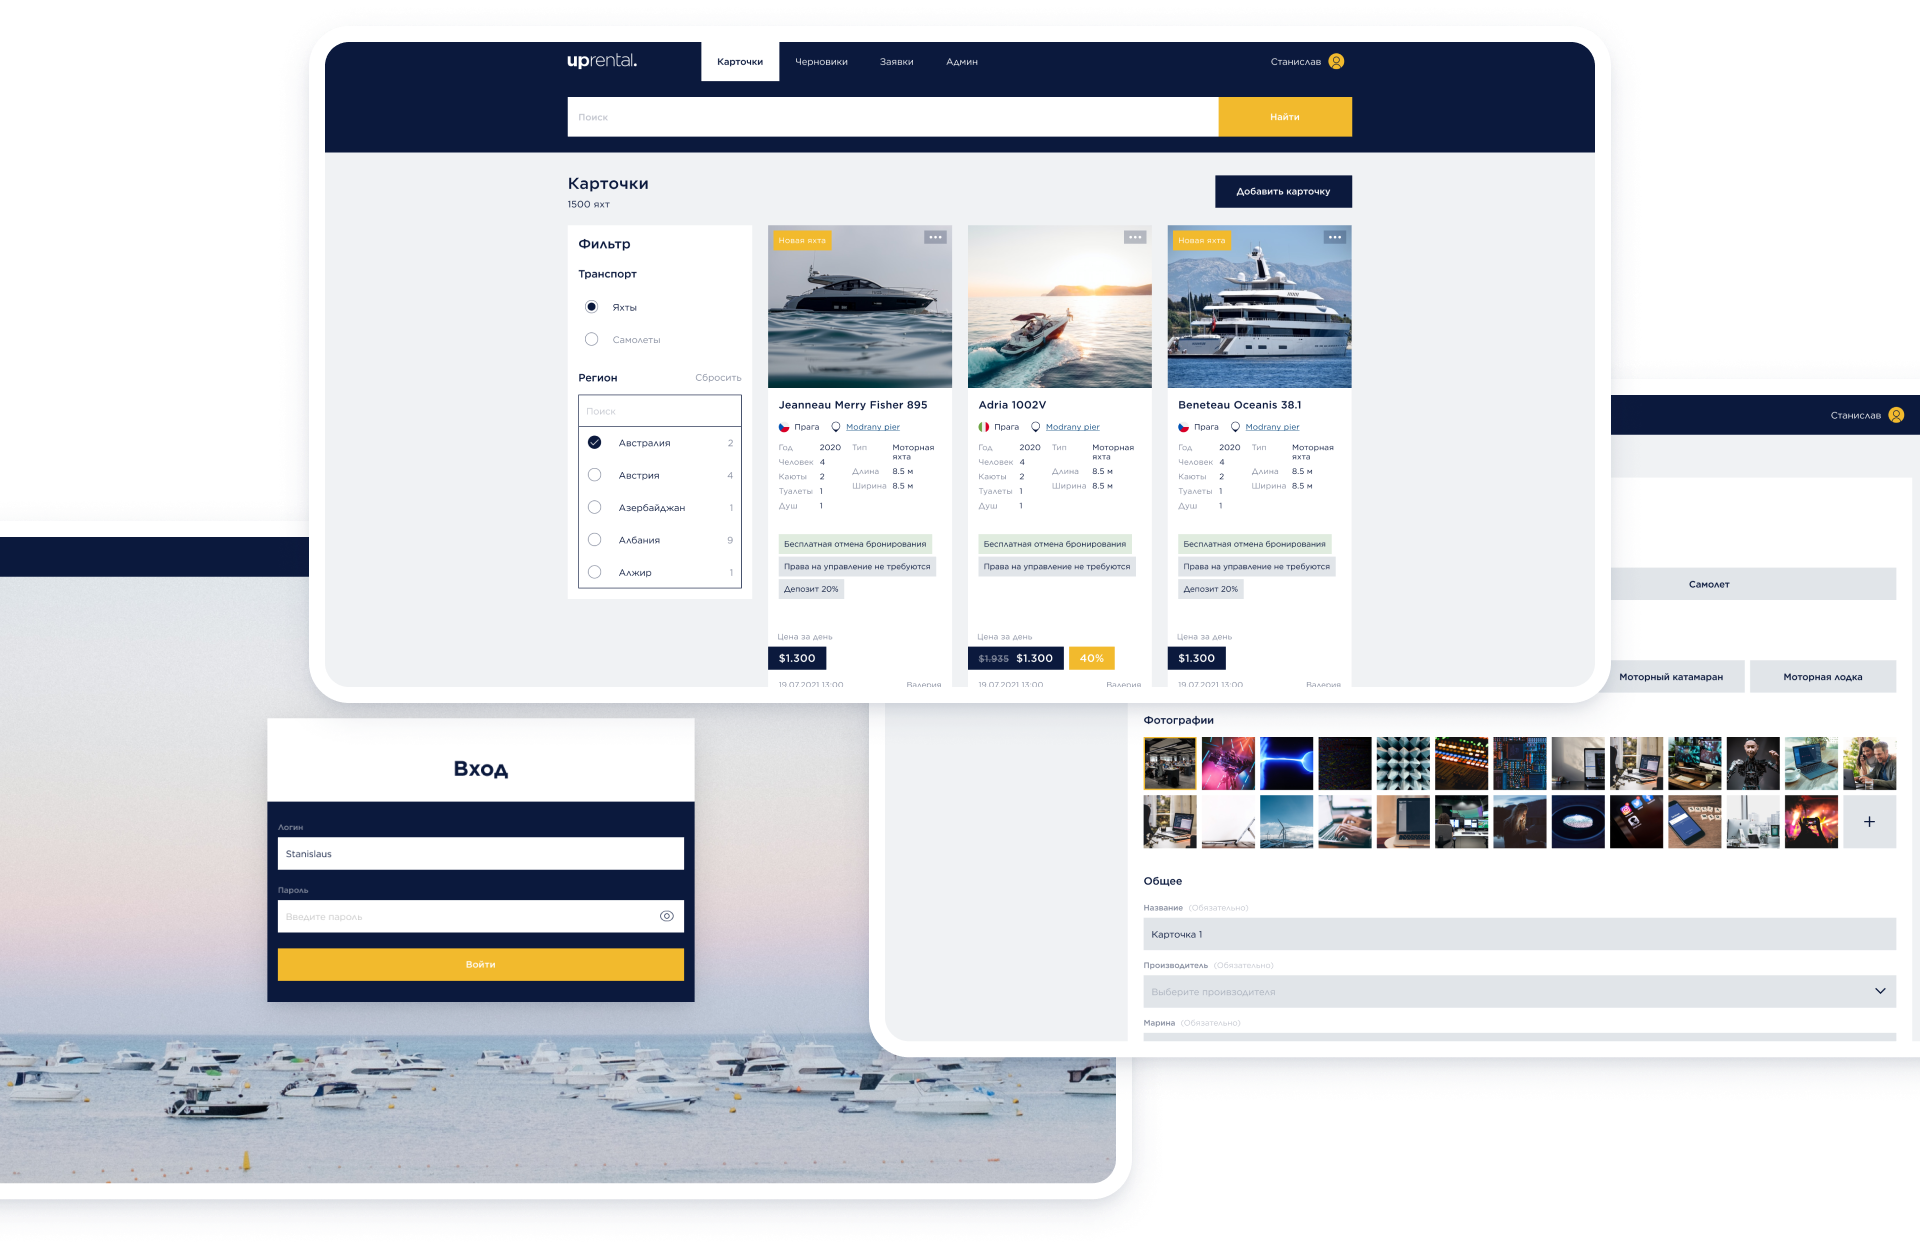 uprental.
Карточки
Черновики
Заявки
Админ
Станислав
Поиск
Найти
Карточки
1500 яхт
Добавить карточку
Фильтр
Транспорт
Яхты
Самолеты
Регион
Сбросить
Поиск
Австралия 2
Австрия 4
Азербайджан 1
Албания 9
Алжир 1
Новая яхта
Jeanneau Merry Fisher 895
Прага Modrany pier
Год 2020 Тип Моторная
яхта
Человек 4
Длина 8.5 м
Каюты 2
Ширина 8.5 м
Туалеты 1
Душ 1
Бесплатная отмена бронирования
Права на управление не требуются
Депозит 20%
Цена за день
$1.300
19.07.2021 13:00 Валерия
Adria 1002V
Прага Modrany pier
Год 2020 Тип Моторная
яхта
Человек 4
Длина 8.5 м
Каюты 2
Ширина 8.5 м
Туалеты 1
Душ 1
Бесплатная отмена бронирования
Права на управление не требуются
Цена за день
$1.935 $1.300 40%
19.07.2021 13:00 Валерия
Новая яхта
Beneteau Oceanis 38.1
Прага Modrany pier
Год 2020 Тип Моторная
яхта
Человек 4
Длина 8.5 м
Каюты 2
Ширина 8.5 м
Туалеты 1
Душ 1
Бесплатная отмена бронирования
Права на управление не требуются
Депозит 20%
Цена за день
$1.300
19.07.2021 13:00 Валерия
Вход
Логин
Stanislaus
Пароль
Введите пароль
Войти
Станислав
Самолет
Моторный катамаран
Моторная лодка
Фотографии
Общее
Название (Обязательно)
Карточка 1
Производитель (Обязательно)
Выберите проивзодителя
Марина (Обязательно)